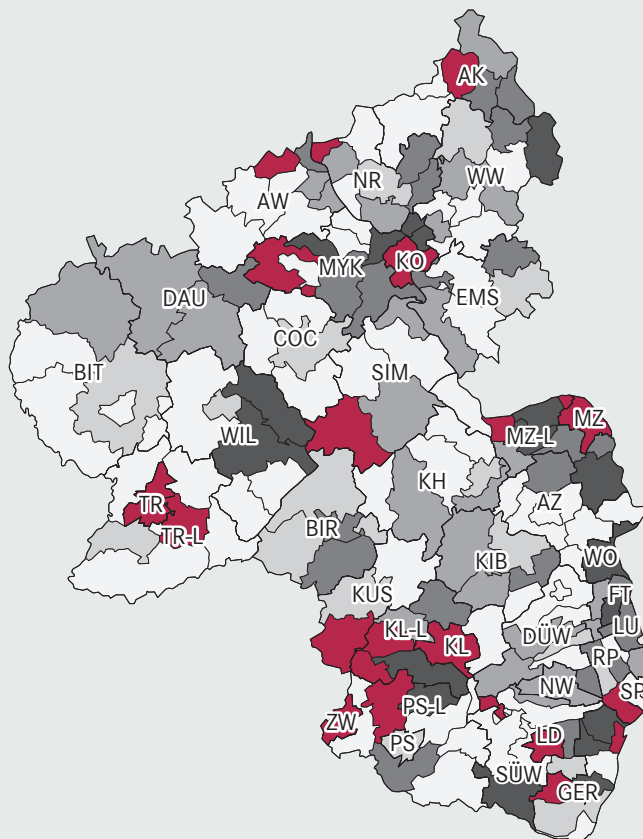 AK
NR
WW
AW
MYK
KO
DAU
EMS
COC
BIT
SIM
WIL
MZ-L
MZ
KH
AZ
TR
TR-L
BIR
KIB
WO
KUS
FT
KL-L
KL
DÜW
LU
RP
NW
SP
ZW
PS-L
PS
LD
SÜW
GER